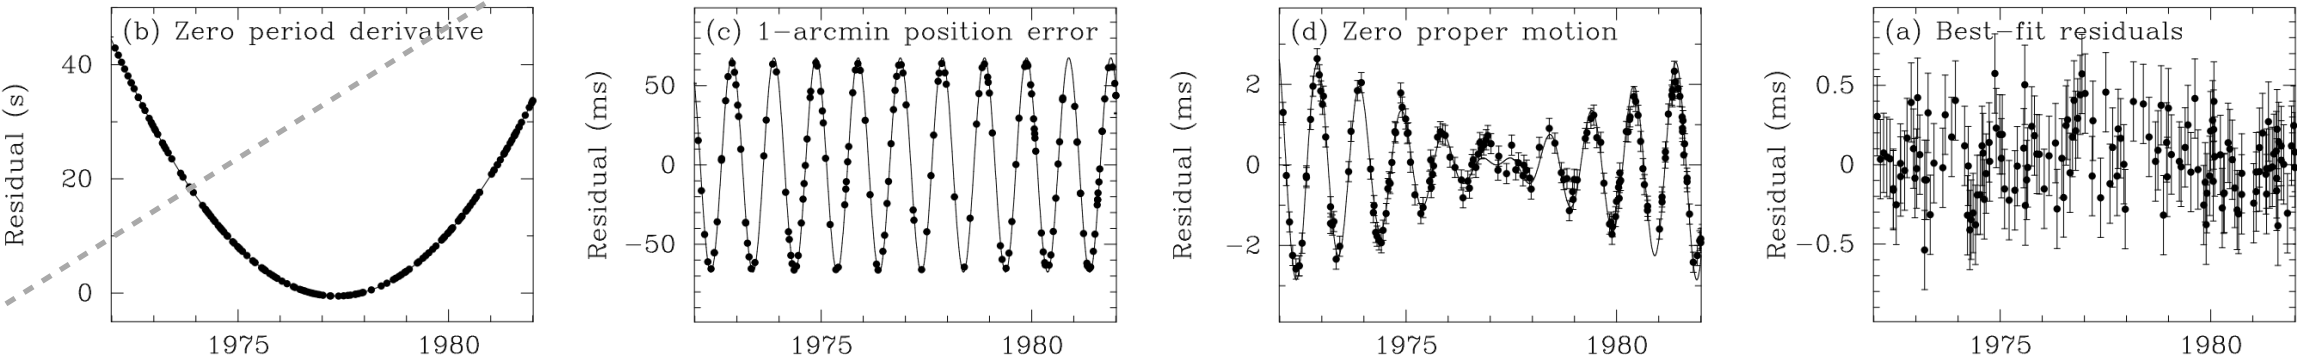 (b) Zero period derivative
Residual (s)
40
20
0
1975 1980
(c) 1-arcmin position error
Residual (ms)
50
0
-50
1975 1980
(d) Zero proper motion
Residual (ms)
2
0
-2
1975 1980
(a) Best-fit residuals
Residual (ms)
0.5
0
-0.5
1975 1980